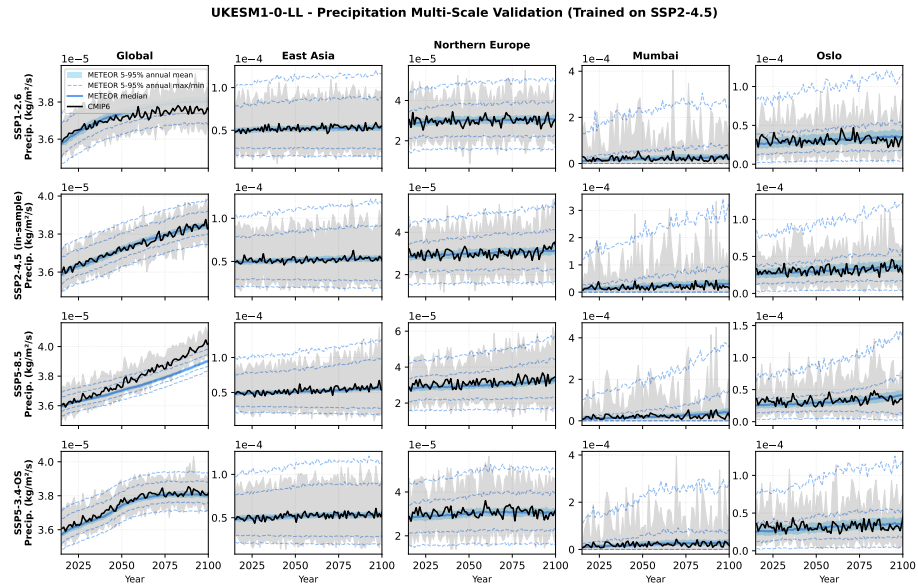 UKESM1-0-LL - Precipitation Multi-Scale Validation (Trained on SSP2-4.5)
Global
East Asia
Northern Europe
Mumbai
Oslo
SSP1-2.6
Precip. (kg/m²/s)
1e−5
3.8
3.6
METEOR 5-95% annual mean
METEOR 5-95% annual max/min
METEOR median
CMIP6
1e−4
1.0
0.5
1e−5
4
2
1e−4
4
2
0
1e−4
1.0
0.5
0.0
SSP2-4.5 (in-sample)
Precip. (kg/m²/s)
1e−5
4.0
3.8
3.6
1e−4
1.0
0.5
1e−5
4
2
1e−4
3
2
1
0
1e−4
1.0
0.5
0.0
SSP5-8.5
Precip. (kg/m²/s)
1e−5
4.0
3.8
3.6
1e−4
1.0
0.5
1e−5
6
4
2
1e−4
4
2
0
1e−4
1.5
1.0
0.5
0.0
SSP5-3.4-OS
Precip. (kg/m²/s)
1e−5
4.0
3.8
3.6
1e−4
1.0
0.5
1e−5
4
2
1e−4
4
2
0
1e−4
1.0
0.5
0.0
2025 2050 2075 2100
2025 2050 2075 2100
2025 2050 2075 2100
2025 2050 2075 2100
2025 2050 2075 2100
Year
Year
Year
Year
Year